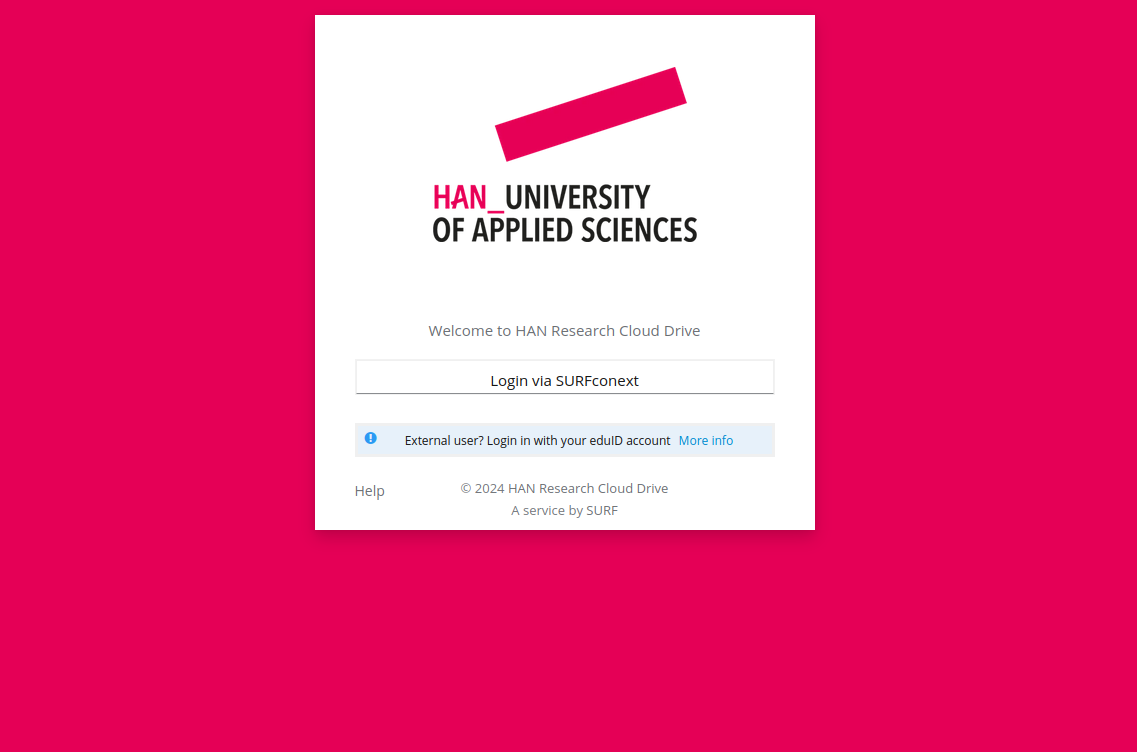 HAN_UNIVERSITY
OF APPLIED SCIENCES
Welcome to HAN Research Cloud Drive
Login via SURFconext
External user? Login in with your eduID account More info
Help
© 2024 HAN Research Cloud Drive
A service by SURF